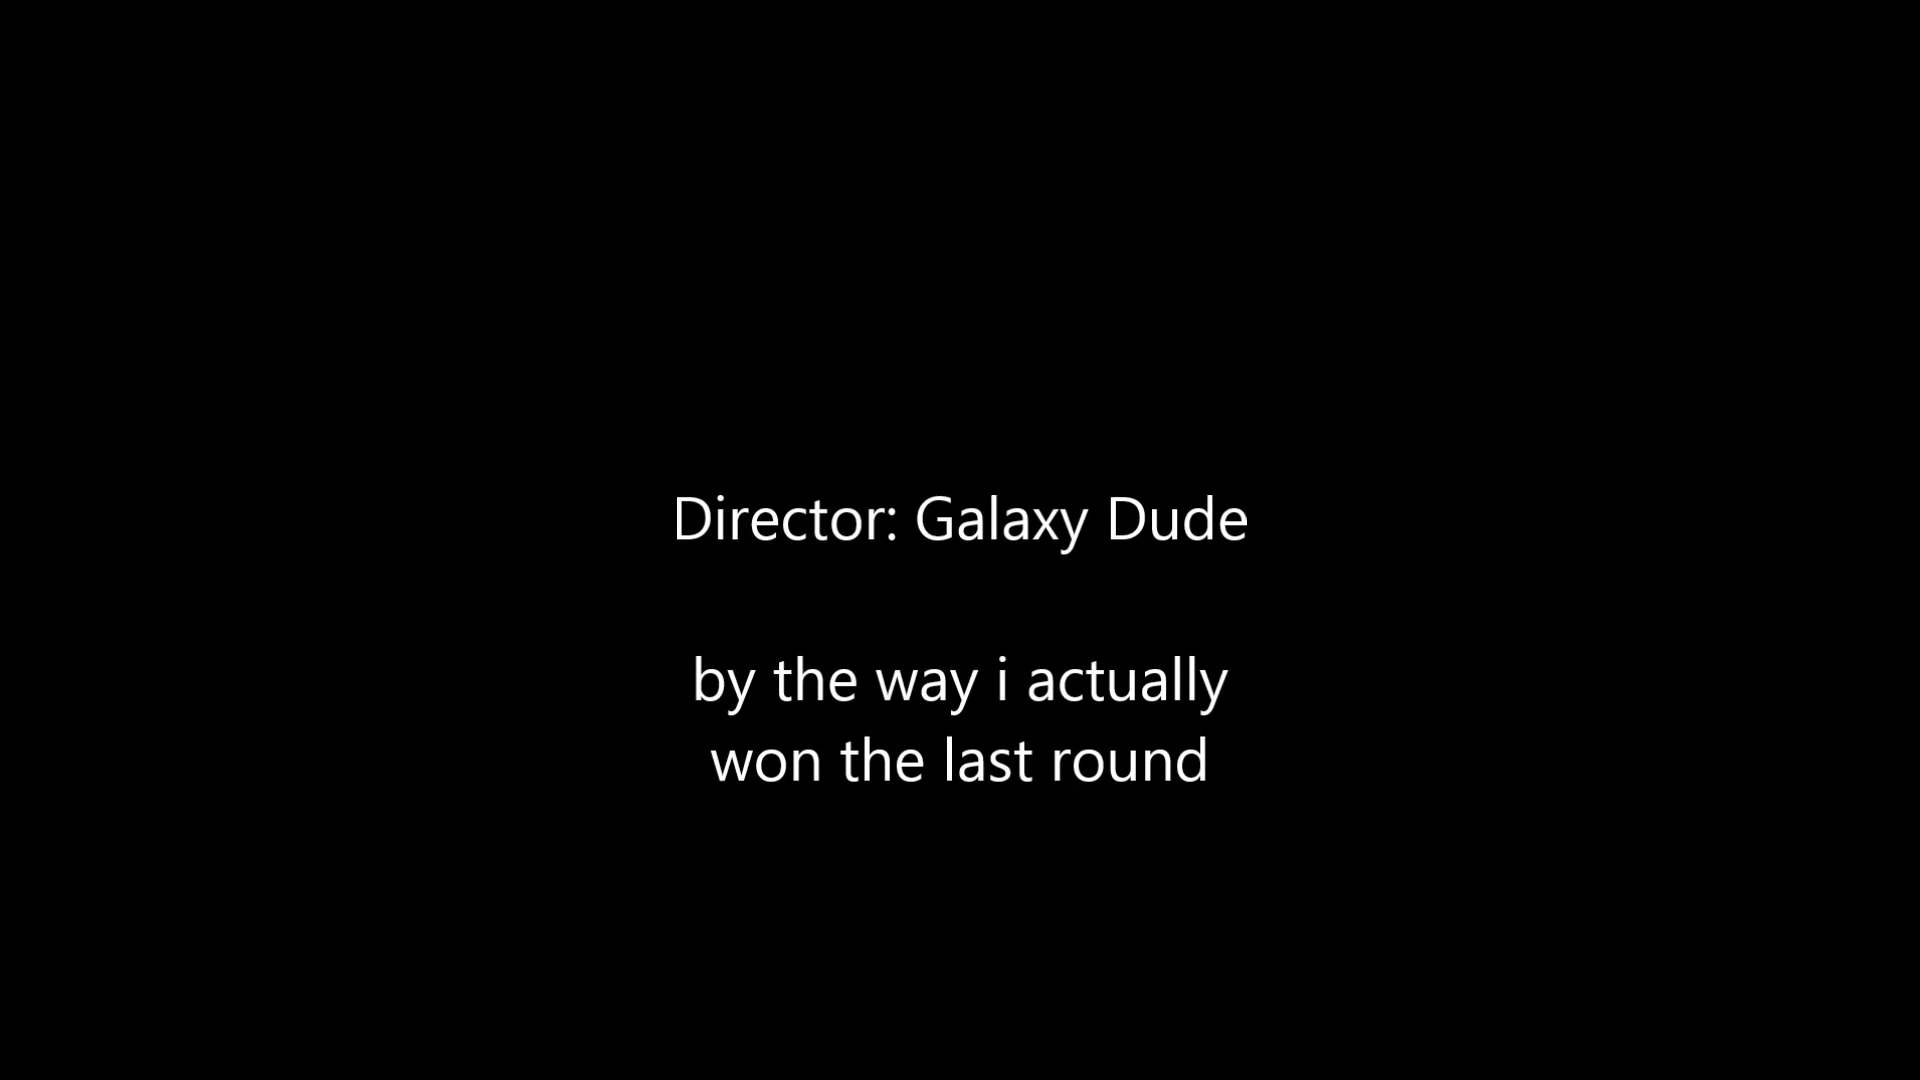 Director: Galaxy Dude
by the way i actually
won the last round